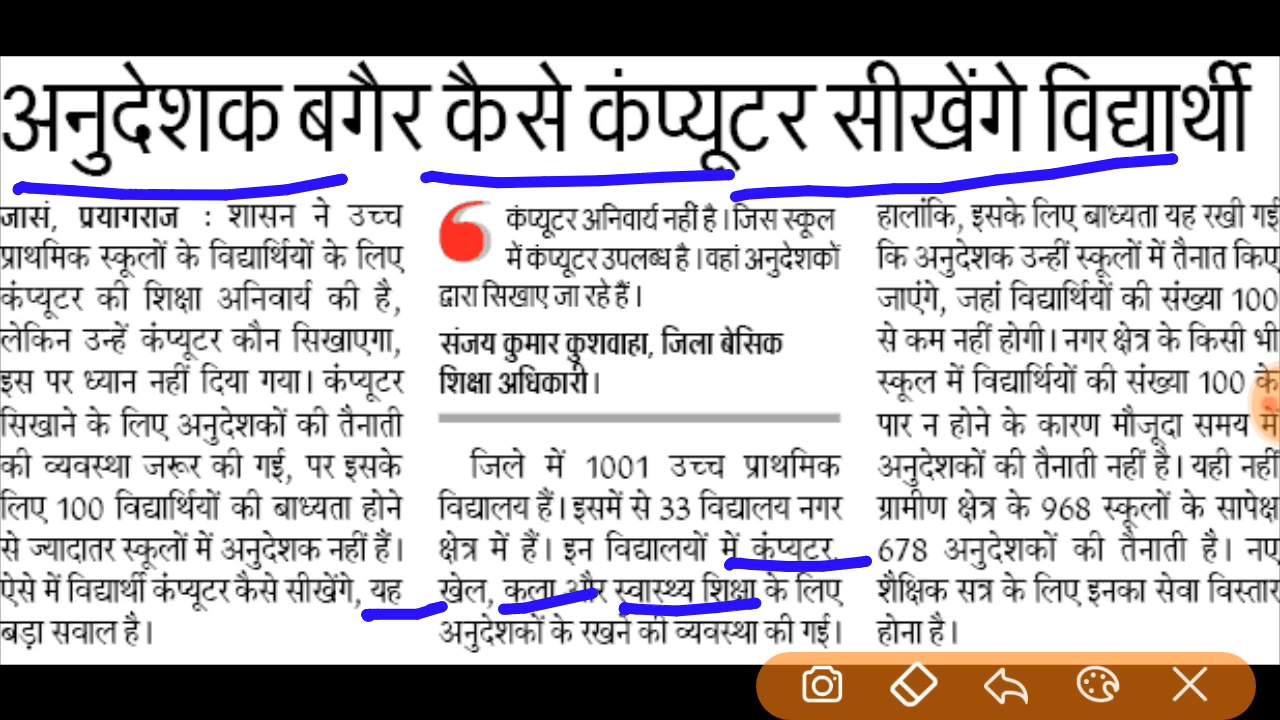 अनुदेशक बगैर कैसे कंप्यूटर सीखेंगे विद्यार्थी
जासं, प्रयागराज : शासन ने उच्च
प्राथमिक स्कूलों के विद्यार्थियों के लिए
कंप्यूटर की शिक्षा अनिवार्य की है,
लेकिन उन्हें कंप्यूटर कौन सिखाएगा,
इस पर ध्यान नहीं दिया गया। कंप्यूटर
सिखाने के लिए अनुदेशकों की तैनाती
की व्यवस्था जरूर की गई, पर इसके
लिए 100 विद्यार्थियों की बाध्यता होने
से ज्यादातर स्कूलों में अनुदेशक नहीं हैं।
ऐसे में विद्यार्थी कंप्यूटर कैसे सीखेंगे, यह
बड़ा सवाल है।
कंप्यूटर अनिवार्य नहीं है। जिस स्कूल
में कंप्यूटर उपलब्ध है। वहां अनुदेशकों
द्वारा सिखाए जा रहे हैं।
संजय कुमार कुशवाहा, जिला बेसिक
शिक्षा अधिकारी।
जिले में 1001 उच्च प्राथमिक
विद्यालय हैं। इसमें से 33 विद्यालय नगर
क्षेत्र में हैं। इन विद्यालयों में कंप्यूटर,
खेल, कला और स्वास्थ्य शिक्षा के लिए
अनुदेशकों के रखने की व्यवस्था की गई।
हालांकि, इसके लिए बाध्यता यह रखी गई
कि अनुदेशक उन्हीं स्कूलों में तैनात किए
जाएंगे, जहां विद्यार्थियों की संख्या 100
से कम नहीं होगी। नगर क्षेत्र के किसी भी
स्कूल में विद्यार्थियों की संख्या 100 के
पार न होने के कारण मौजूदा समय में
अनुदेशकों की तैनाती नहीं है। यही नहीं
ग्रामीण क्षेत्र के 968 स्कूलों के सापेक्ष
678 अनुदेशकों की तैनाती है। नए
शैक्षिक सत्र के लिए इनका सेवा विस्तार
होना है।